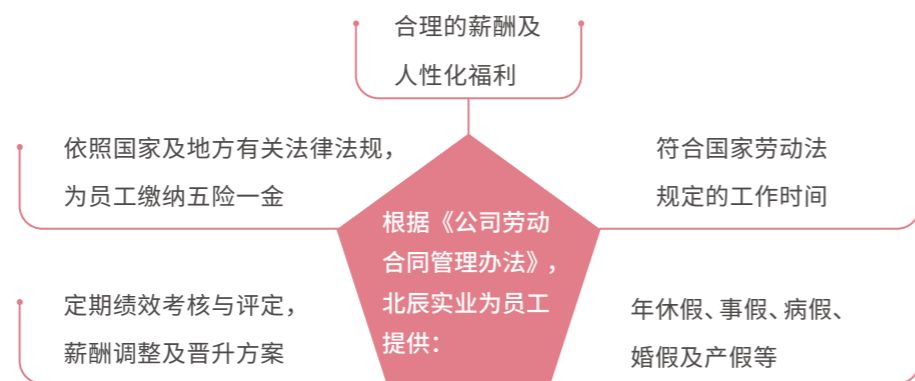 合理的薪酬及
人性化福利
依照国家及地方有关法律法规，
为员工缴纳五险一金
符合国家劳动法
规定的工作时间
根据《公司劳动
合同管理办法》，
北辰实业为员工
提供：
定期绩效考核与评定，
薪酬调整及晋升方案
年休假、事假、病假、
婚假及产假等